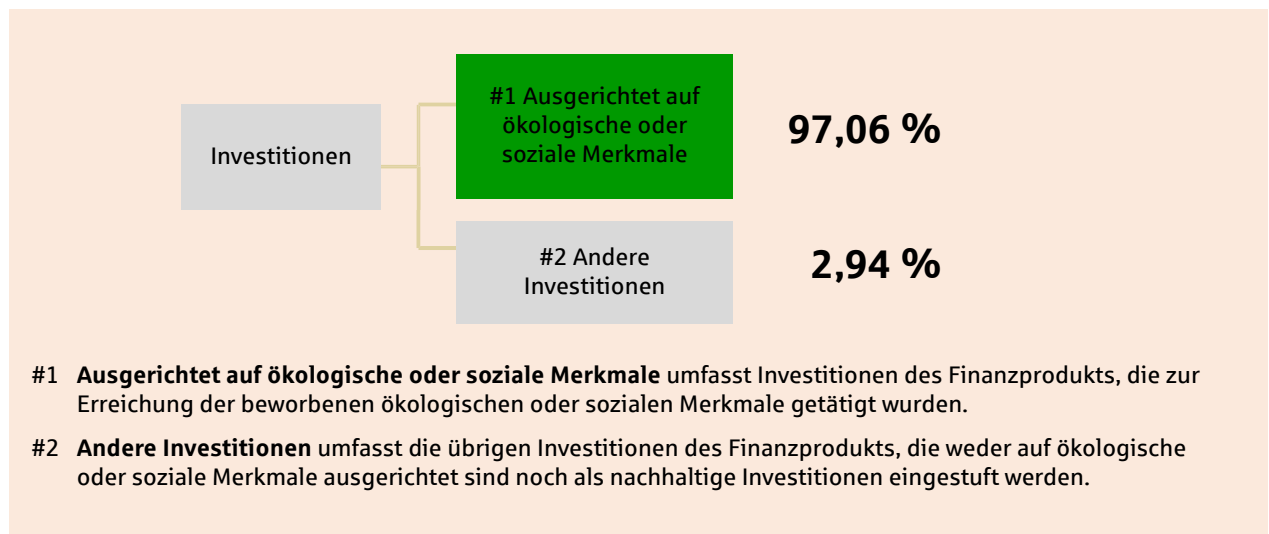 Investitionen
#1 Ausgerichtet auf
ökologische oder
soziale Merkmale
97,06 %
#2 Andere
Investitionen
2,94 %
#1 Ausgerichtet auf ökologische oder soziale Merkmale umfasst Investitionen des Finanzprodukts, die zur
Erreichung der beworbenen ökologischen oder sozialen Merkmale getätigt wurden.
#2 Andere Investitionen umfasst die übrigen Investitionen des Finanzprodukts, die weder auf ökologische
oder soziale Merkmale ausgerichtet sind noch als nachhaltige Investitionen eingestuft werden.